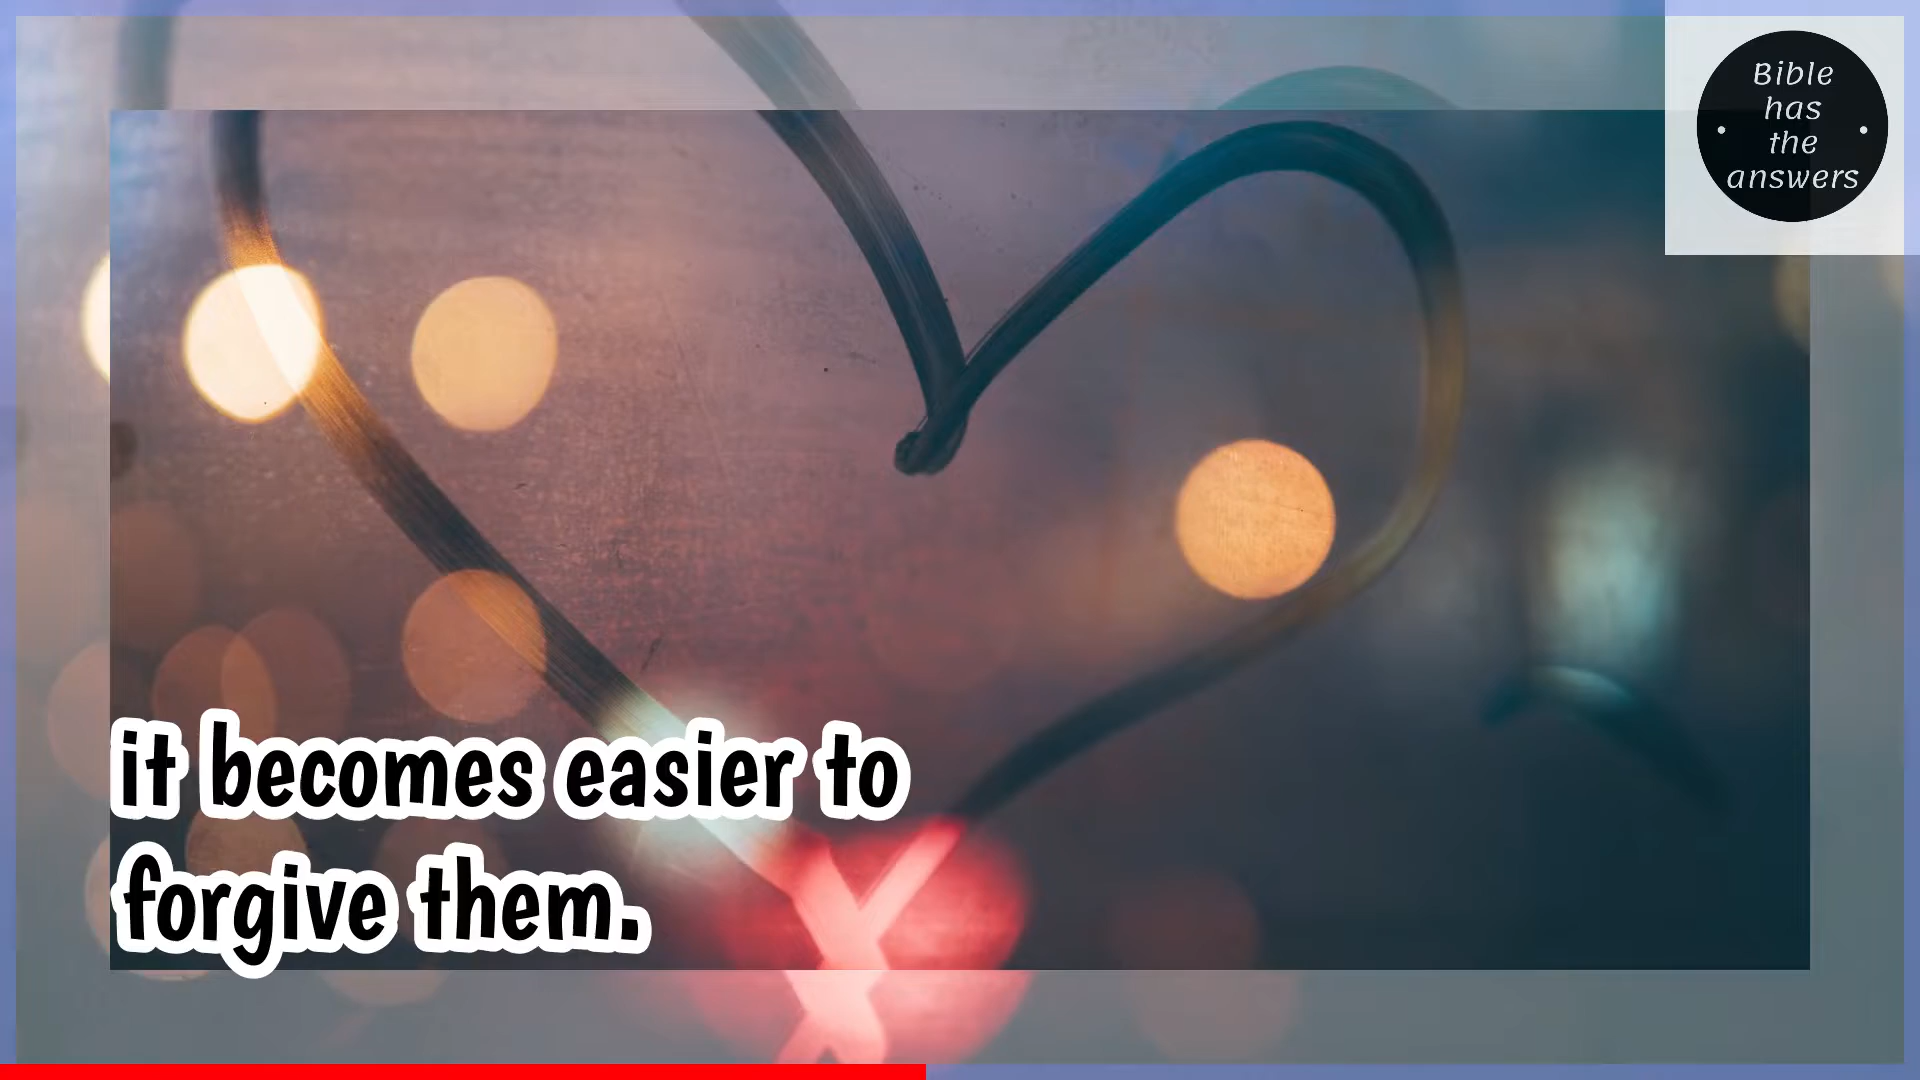 Bible
has
the
answers
it becomes easier to
forgive them.